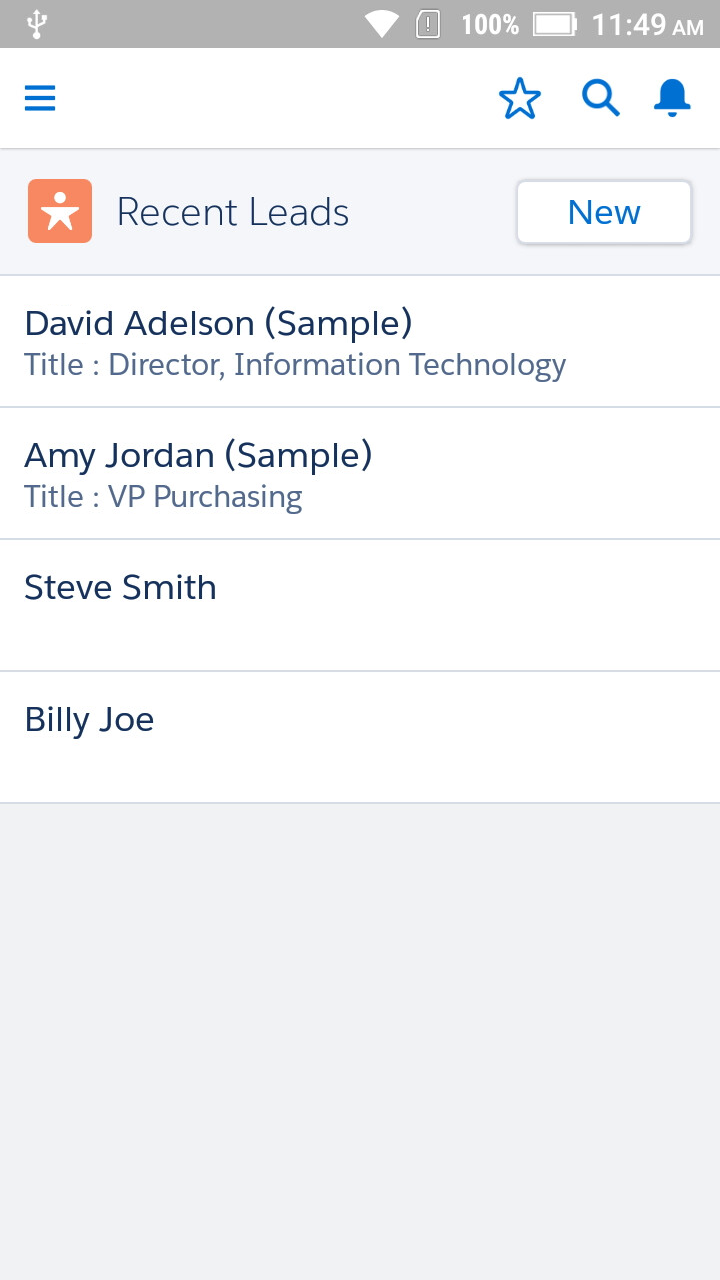 100% 11:49 AM
Recent Leads New
David Adelson (Sample)
Title : Director, Information Technology
Amy Jordan (Sample)
Title : VP Purchasing
Steve Smith
Billy Joe